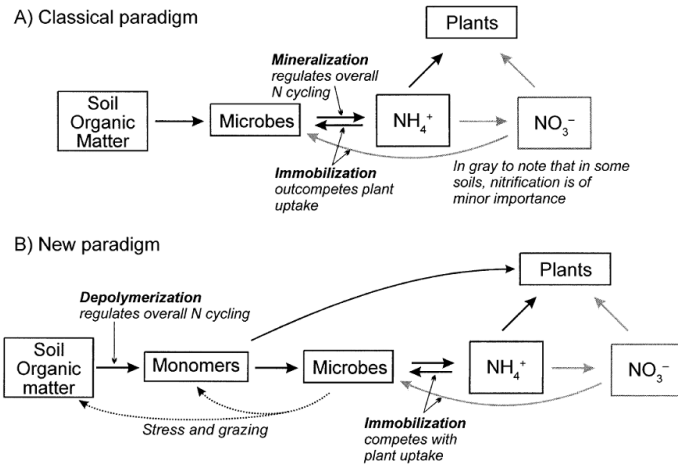 A) Classical paradigm
Plants
Mineralization
regulates overall
N cycling
Soil
Organic
Matter
Microbes
NH₄⁺
NO₃⁻
Immobilization
outcompetes plant
uptake
In gray to note that in some
soils, nitrification is of
minor importance
B) New paradigm
Plants
Depolymerization
regulates overall N cycling
Soil
Organic
matter
Monomers
Microbes
NH₄⁺
NO₃⁻
Stress and grazing
Immobilization
competes with
plant uptake